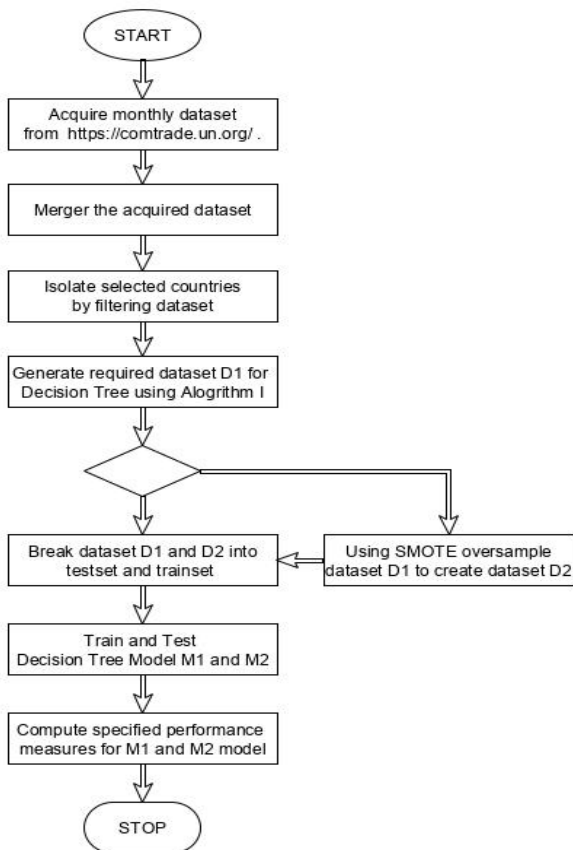 START
Acquire monthly dataset
from https://comtrade.un.org/ .
Merger the acquired dataset
Isolate selected countries
by filtering dataset
Generate required dataset D1 for
Decision Tree using Alogrithm I
Break dataset D1 and D2 into
testset and trainset
Using SMOTE oversample
dataset D1 to create dataset D2
Train and Test
Decision Tree Model M1 and M2
Compute specified performance
measures for M1 and M2 model
STOP